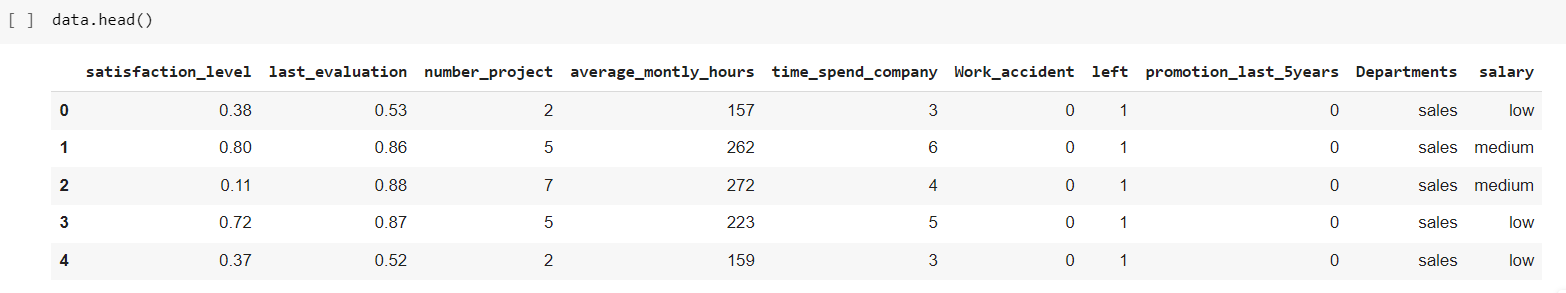 [ ] data.head()
satisfaction_level last_evaluation number_project average_montly_hours time_spend_company Work_accident left promotion_last_5years Departments salary
0 0.38 0.53 2 157 3 0 1 0 sales low
1 0.80 0.86 5 262 6 0 1 0 sales medium
2 0.11 0.88 7 272 4 0 1 0 sales medium
3 0.72 0.87 5 223 5 0 1 0 sales low
4 0.37 0.52 2 159 3 0 1 0 sales low